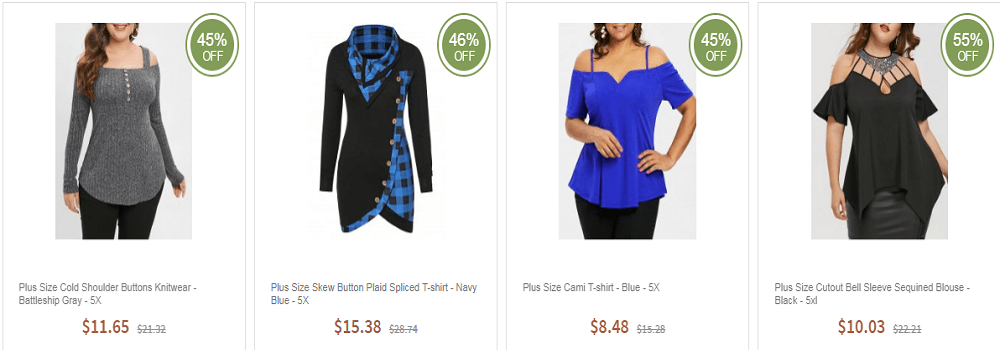 45%
OFF
46%
OFF
45%
OFF
55%
OFF
Plus Size Cold Shoulder Buttons Knitwear -
Battleship Gray - 5X
$11.65 $21.32
Plus Size Skew Button Plaid Spliced T-shirt - Navy
Blue - 5X
$15.38 $28.74
Plus Size Cami T-shirt - Blue - 5X
$8.48 $15.28
Plus Size Cutout Bell Sleeve Sequined Blouse -
Black - 5xl
$10.03 $22.21